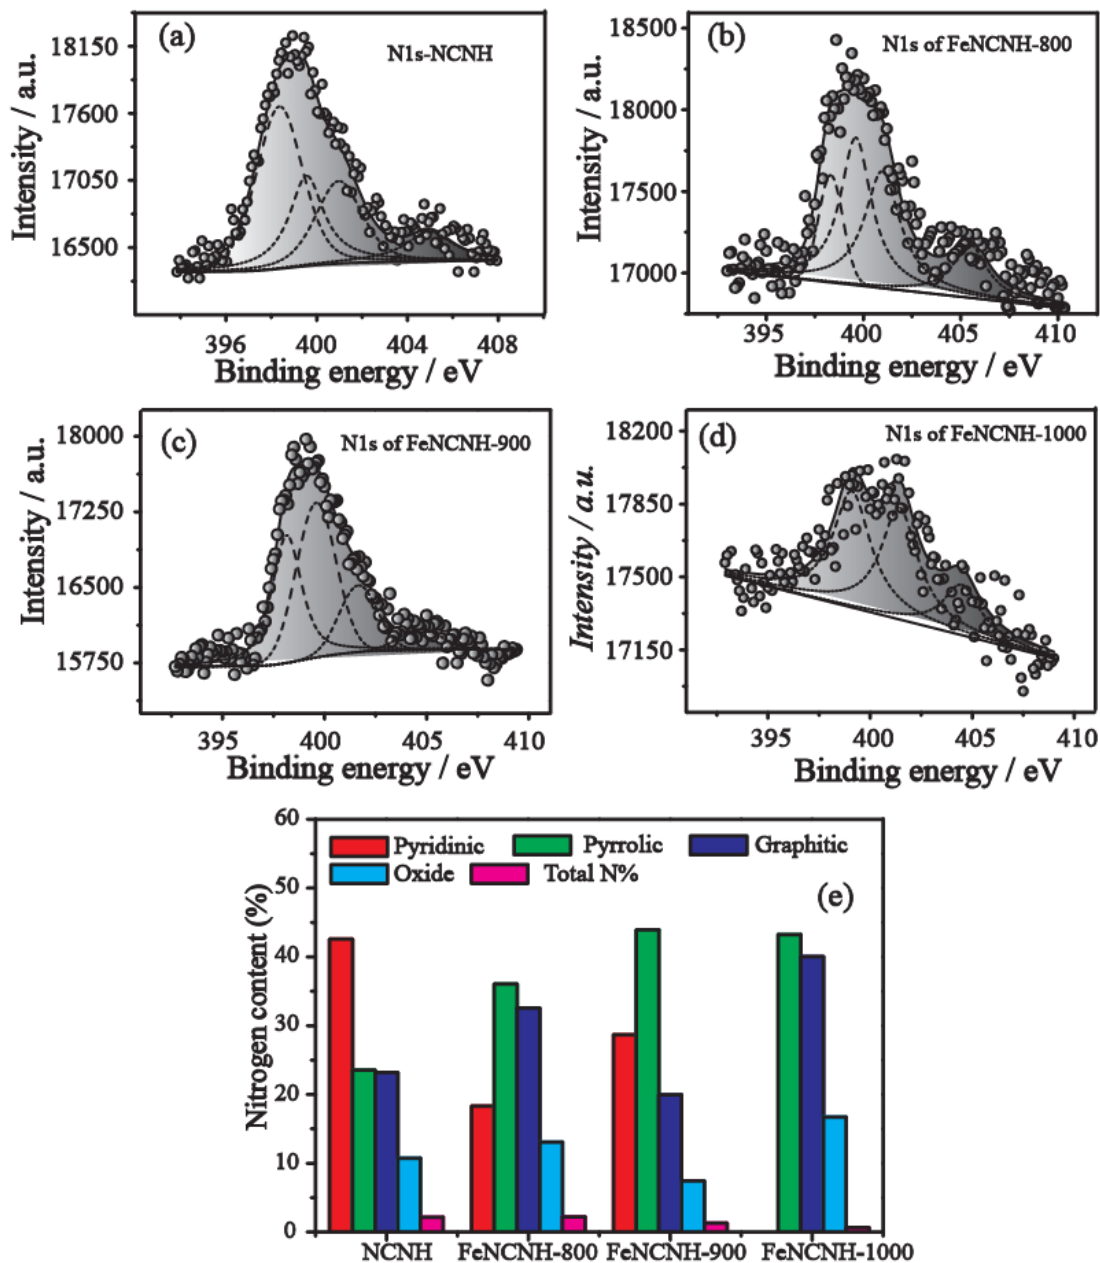 (a)
N1s-NCNH
18150
17600
17050
16500
Intensity / a.u.
396 400 404 408
Binding energy / eV
(b)
N1s of FeNCNH-800
18500
18000
17500
17000
Intensity / a.u.
395 400 405 410
Binding energy / eV
(c)
N1s of FeNCNH-900
18000
17250
16500
15750
Intensity / a.u.
395 400 405 410
Binding energy / eV
(d)
N1s of FeNCNH-1000
18200
17850
17500
17150
Intensity / a.u.
395 400 405 410
Binding energy / eV
60
50
40
30
20
10
0
Nitrogen content (%)
Pyridinic Pyrrolic Graphitic
Oxide Total N%
(e)
NCNH FeNCNH-800 FeNCNH-900 FeNCNH-1000